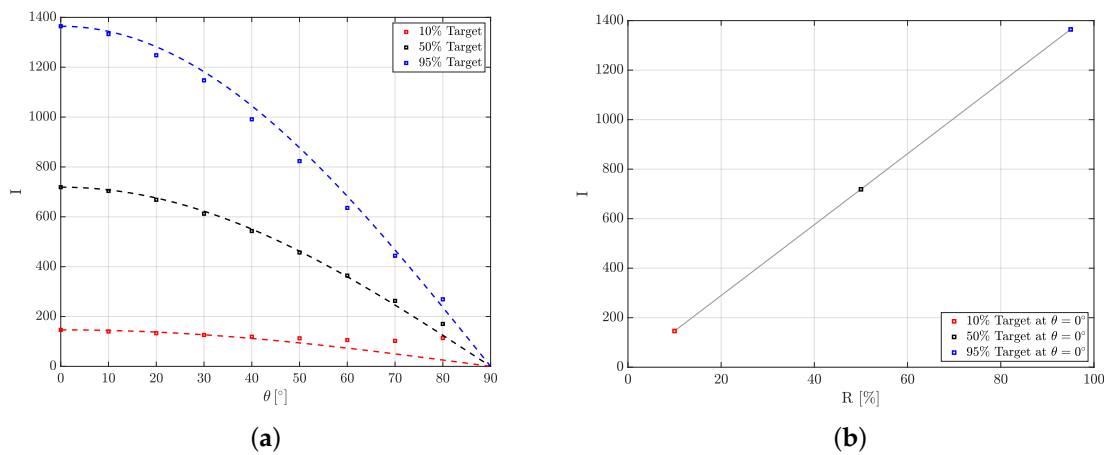 1400
1200
1000
800
600
400
200
0
I
0 10 20 30 40 50 60 70 80 90
θ [°]
10% Target
50% Target
95% Target
(a)
1400
1200
1000
800
600
400
200
0
I
0 20 40 60 80 100
R [%]
10% Target at θ = 0°
50% Target at θ = 0°
95% Target at θ = 0°
(b)